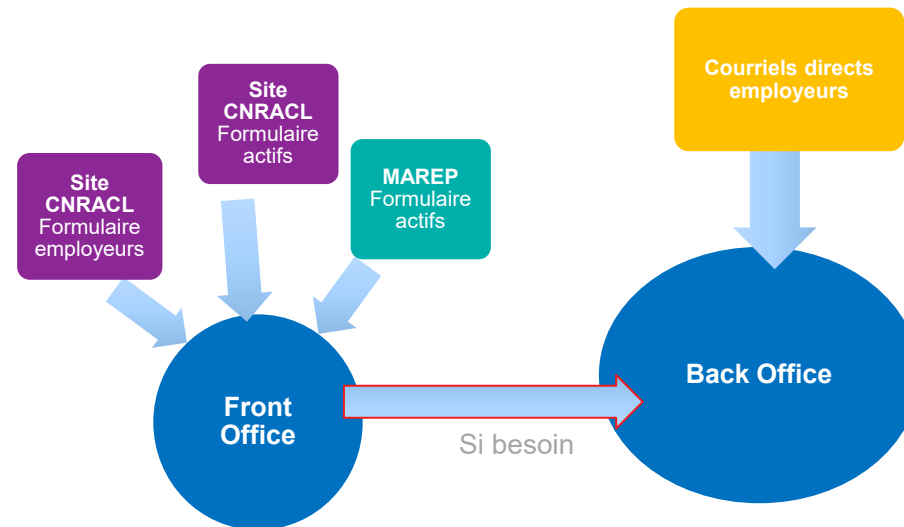 Site
CNRACL
Formulaire
employeurs
Site
CNRACL
Formulaire
actifs
MAREP
Formulaire
actifs
Courriels directs
employeurs
Front
Office
Si besoin
Back Office